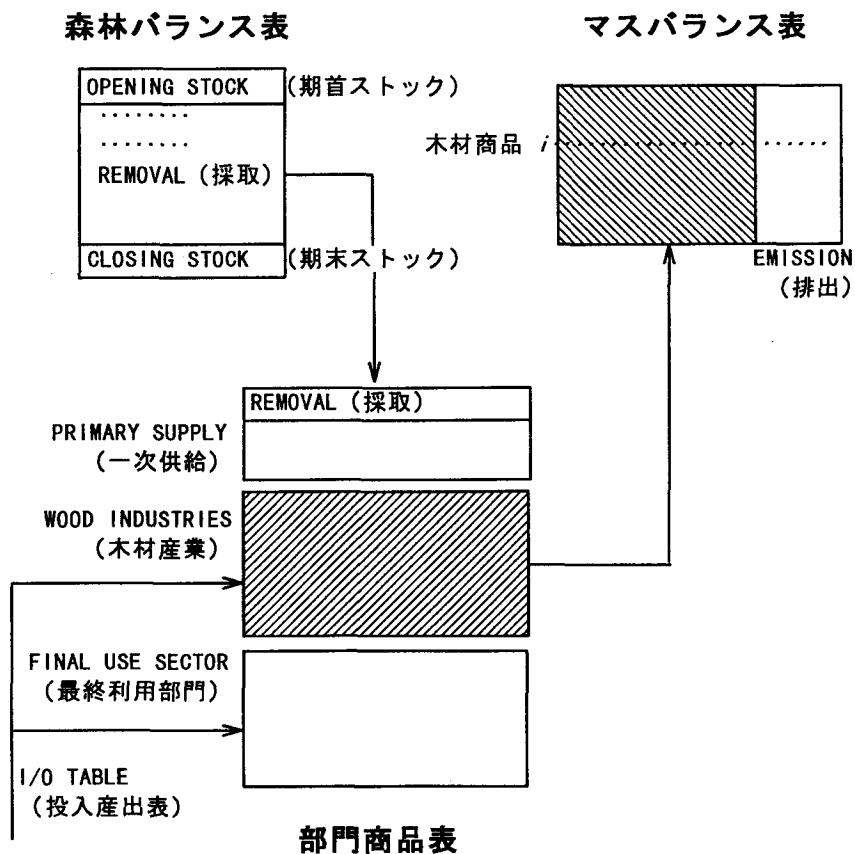 森林バランス表
マスバランス表
OPENING STOCK (期首ストック)
........
........
REMOVAL (採取)
CLOSING STOCK (期末ストック)
木材商品 i
EMISSION
(排出)
REMOVAL (採取)
PRIMARY SUPPLY
(一次供給)
WOOD INDUSTRIES
(木材産業)
FINAL USE SECTOR
(最終利用部門)
I/O TABLE
(投入産出表)
部門商品表